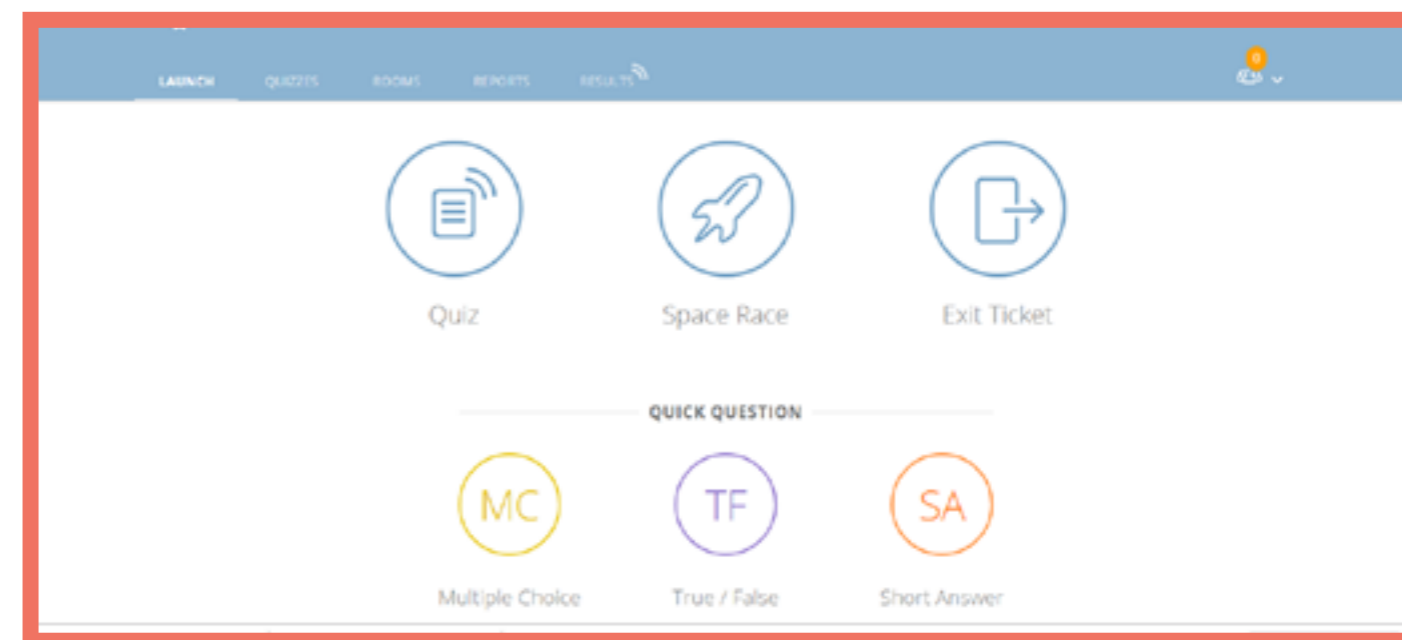 LAUNCH QUIZZES ROOMS REPORTS RESULTS
0
Quiz Space Race Exit Ticket
QUICK QUESTION
MC TF SA
Multiple Choice True / False Short Answer